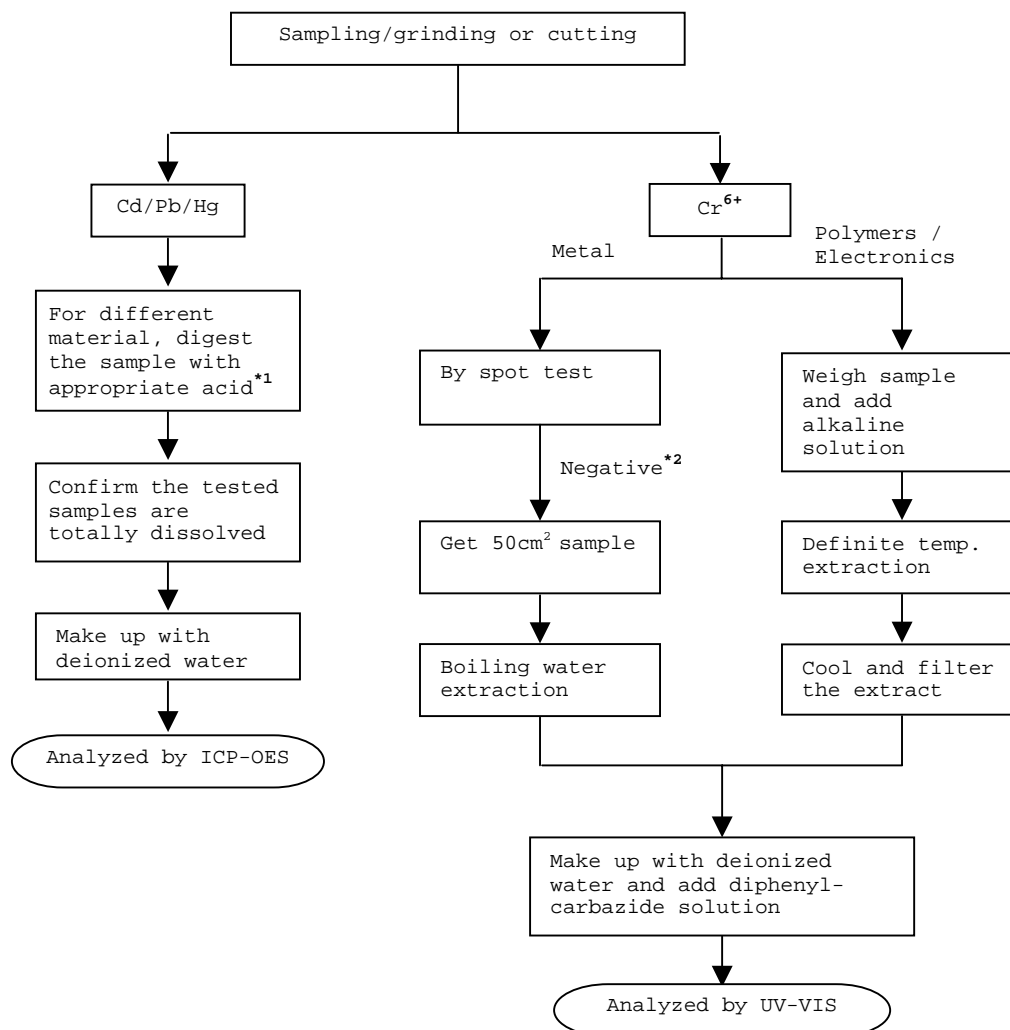 Sampling/grinding or cutting
Cd/Pb/Hg
For different
material, digest
the sample with
appropriate acid*1
Confirm the tested
samples are
totally dissolved
Make up with
deionized water
Analyzed by ICP-OES
Cr6+
Metal
Polymers /
Electronics
By spot test
Negative*2
Get 50cm2 sample
Boiling water
extraction
Weigh sample
and add
alkaline
solution
Definite temp.
extraction
Cool and filter
the extract
Make up with deionized
water and add diphenyl-
carbazide solution
Analyzed by UV-VIS